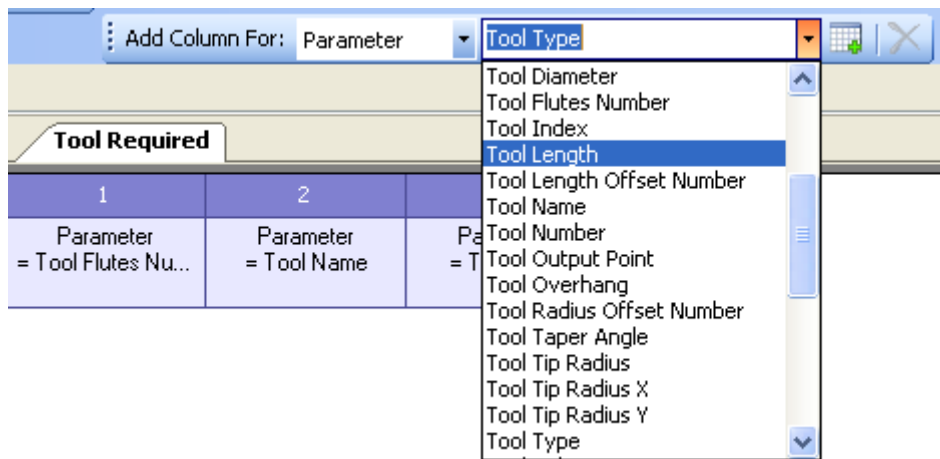 Add Column For: Parameter Tool Type
Tool Diameter
Tool Flutes Number
Tool Index
Tool Length
Tool Length Offset Number
Tool Name
Tool Number
Tool Output Point
Tool Overhang
Tool Radius Offset Number
Tool Taper Angle
Tool Tip Radius
Tool Tip Radius X
Tool Tip Radius Y
Tool Type
Tool Required
1 2
Parameter Parameter Pa
= Tool Flutes Nu... = Tool Name = T